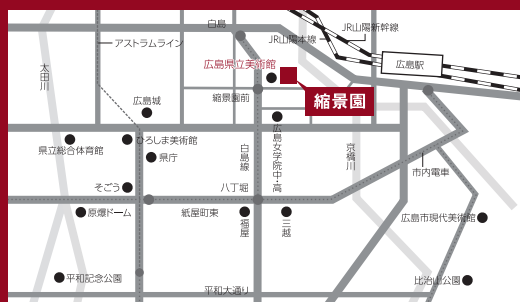 白島
JR山陽新幹線
JR山陽本線
アストラムライン
広島県立美術館
広島駅
太田川
広島城
縮景園前
縮景園
県立総合体育館
ひろしま美術館
県庁
白島線
広島女学院中・高
京橋川
市内電車
そごう
八丁堀
原爆ドーム
紙屋町東
福屋
三越
広島市現代美術館
平和記念公園
平和大通り
比治山公園